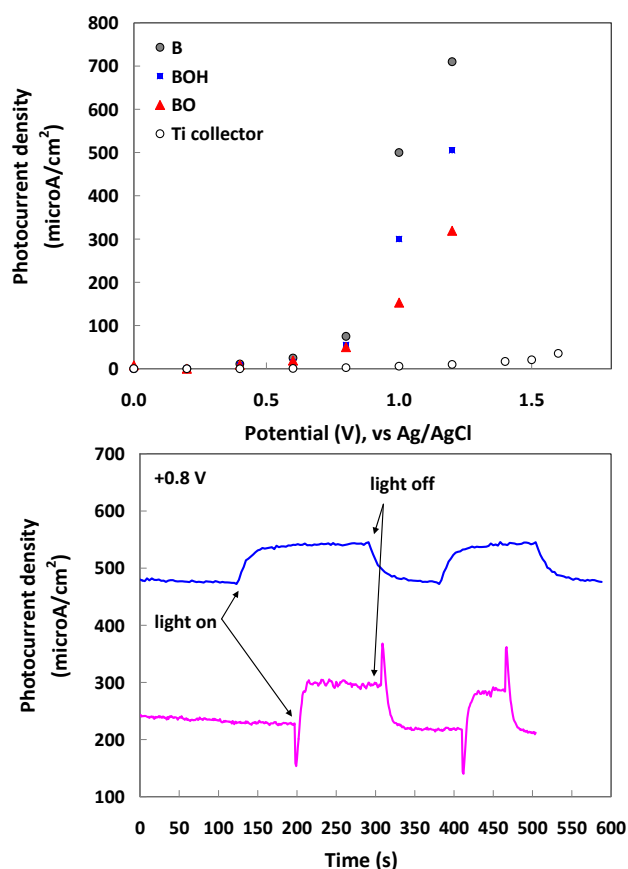 800
700
600
500
400
300
200
100
0
Photocurrent density
(microA/cm²)
B
BOH
BO
Ti collector
0.0 0.5 1.0 1.5
Potential (V), vs Ag/AgCl
700
600
500
400
300
200
100
Photocurrent density
(microA/cm²)
+0.8 V
light off
light on
0 50 100 150 200 250 300 350 400 450 500 550 600
Time (s)